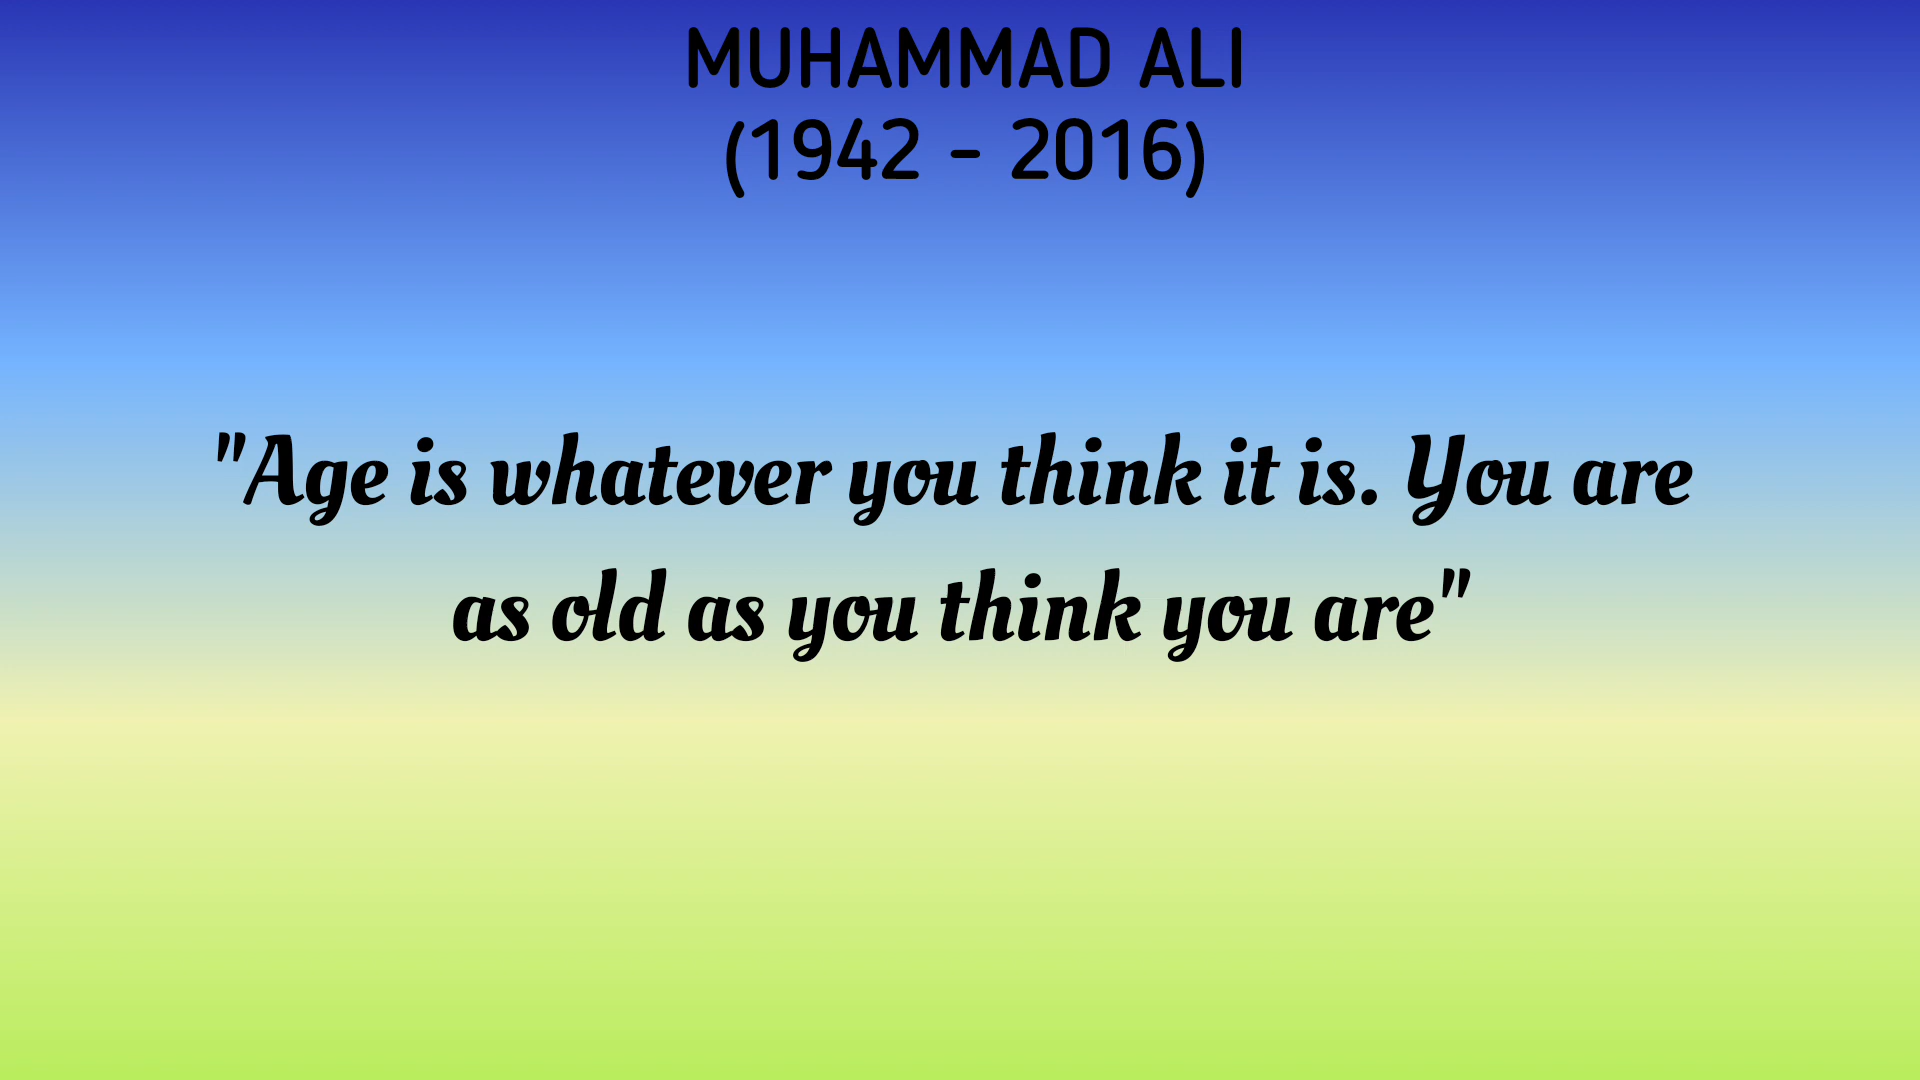 MUHAMMAD ALI
(1942 - 2016)
"Age is whatever you think it is. You are
as old as you think you are"